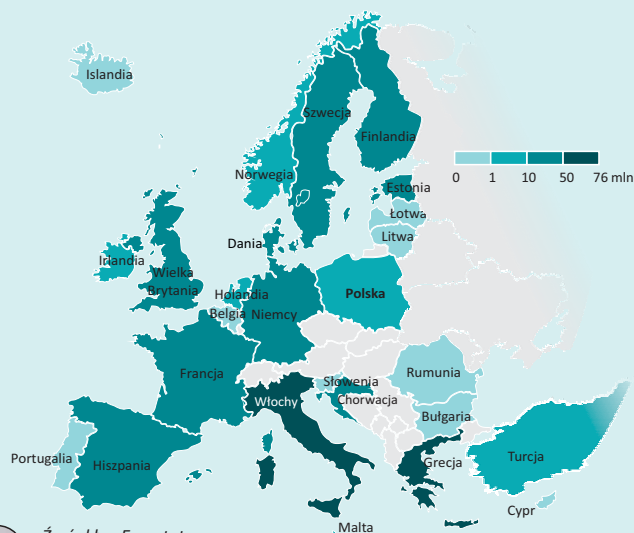 Islandia
Szwecja
Finlandia
Norwegia
0 1 10 50 76 mln
Estonia
Łotwa
Litwa
Dania
Irlandia
Wielka
Brytania
Holandia
Belgia
Niemcy
Polska
Francja
Słowenia
Chorwacja
Włochy
Rumunia
Bułgaria
Portugalia
Hiszpania
Grecja
Turcja
Cypr
Malta